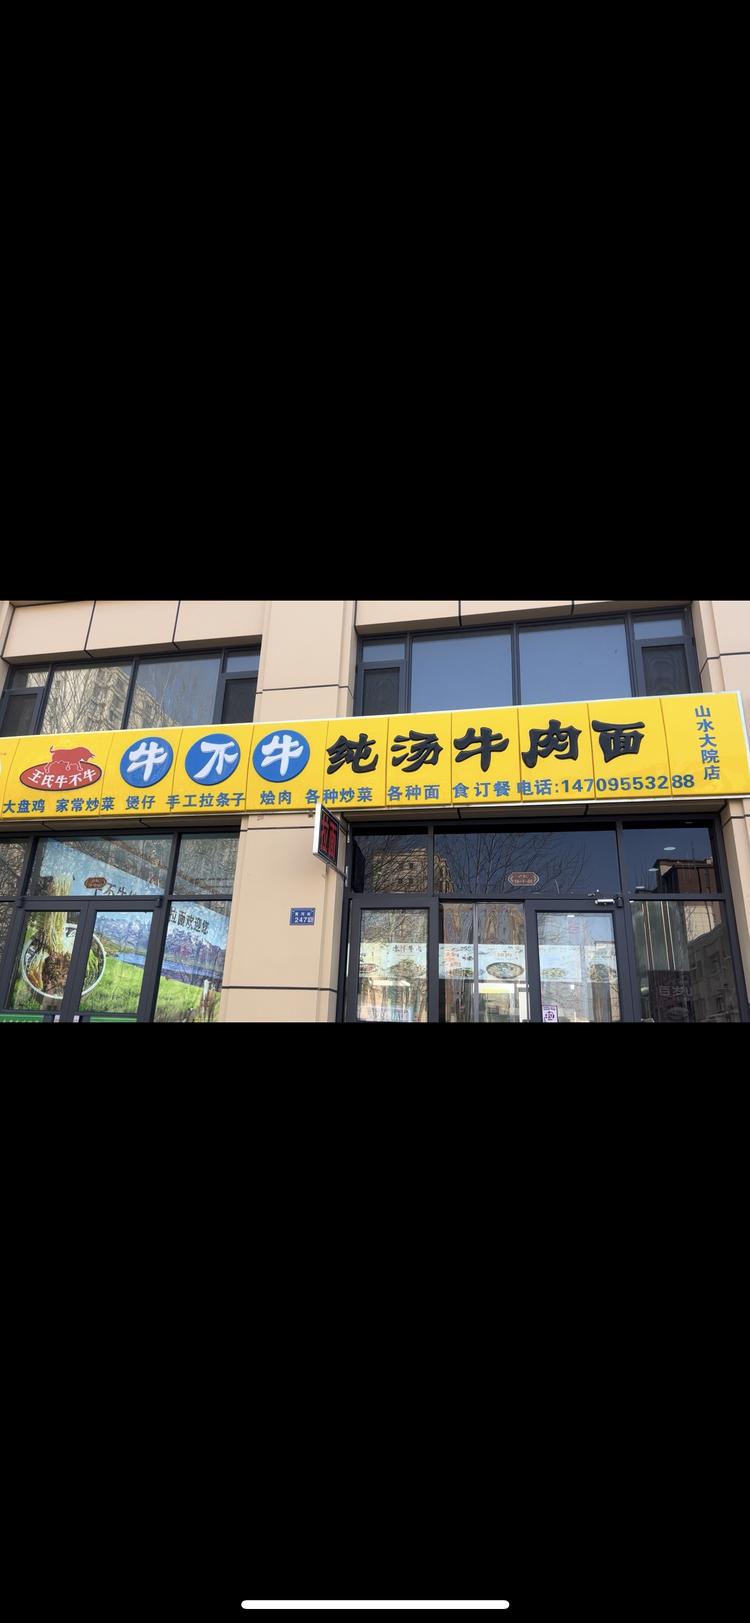 王氏牛不牛
牛不牛 纯汤牛肉面
山水大院店
大盘鸡 家常炒菜 煲仔 手工拉条子 烩肉 各种炒菜 各种面 食订餐电话:14709553288
247